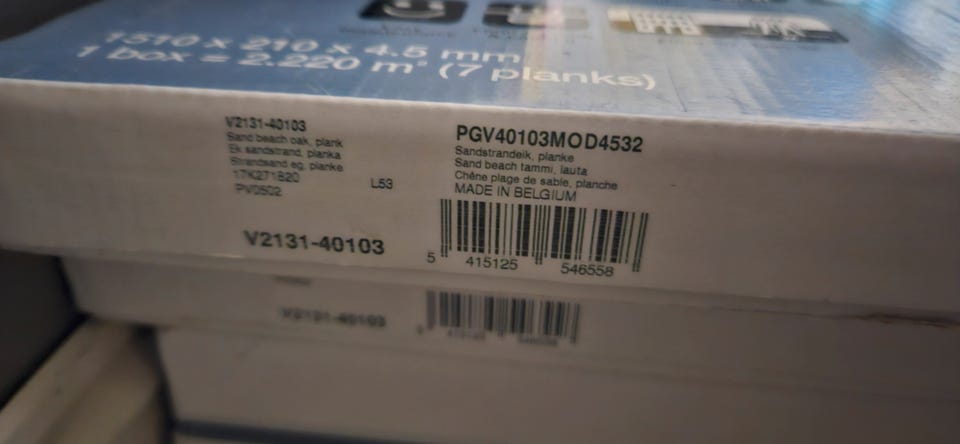 1510 x 210 x 4.5 mm
1 box = 2.220 m² (7 planks)
V2131-40103
Sand beach oak, plank
Ek sandstrand, planka
Strandsand eg, planke
17K271820
L53
PV0502
V2131-40103
PGV40103MOD4532
Sandstrandeik, planke
Sand beach tammi, lauta
Chêne plage de sable, planche
MADE IN BELGIUM
5 415125 546558
V2131-40103